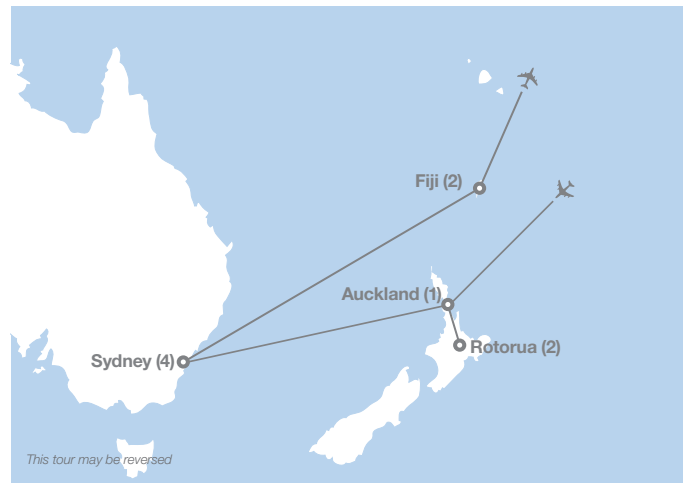 Fiji (2)
Auckland (1)
Rotorua (2)
Sydney (4)
This tour may be reversed